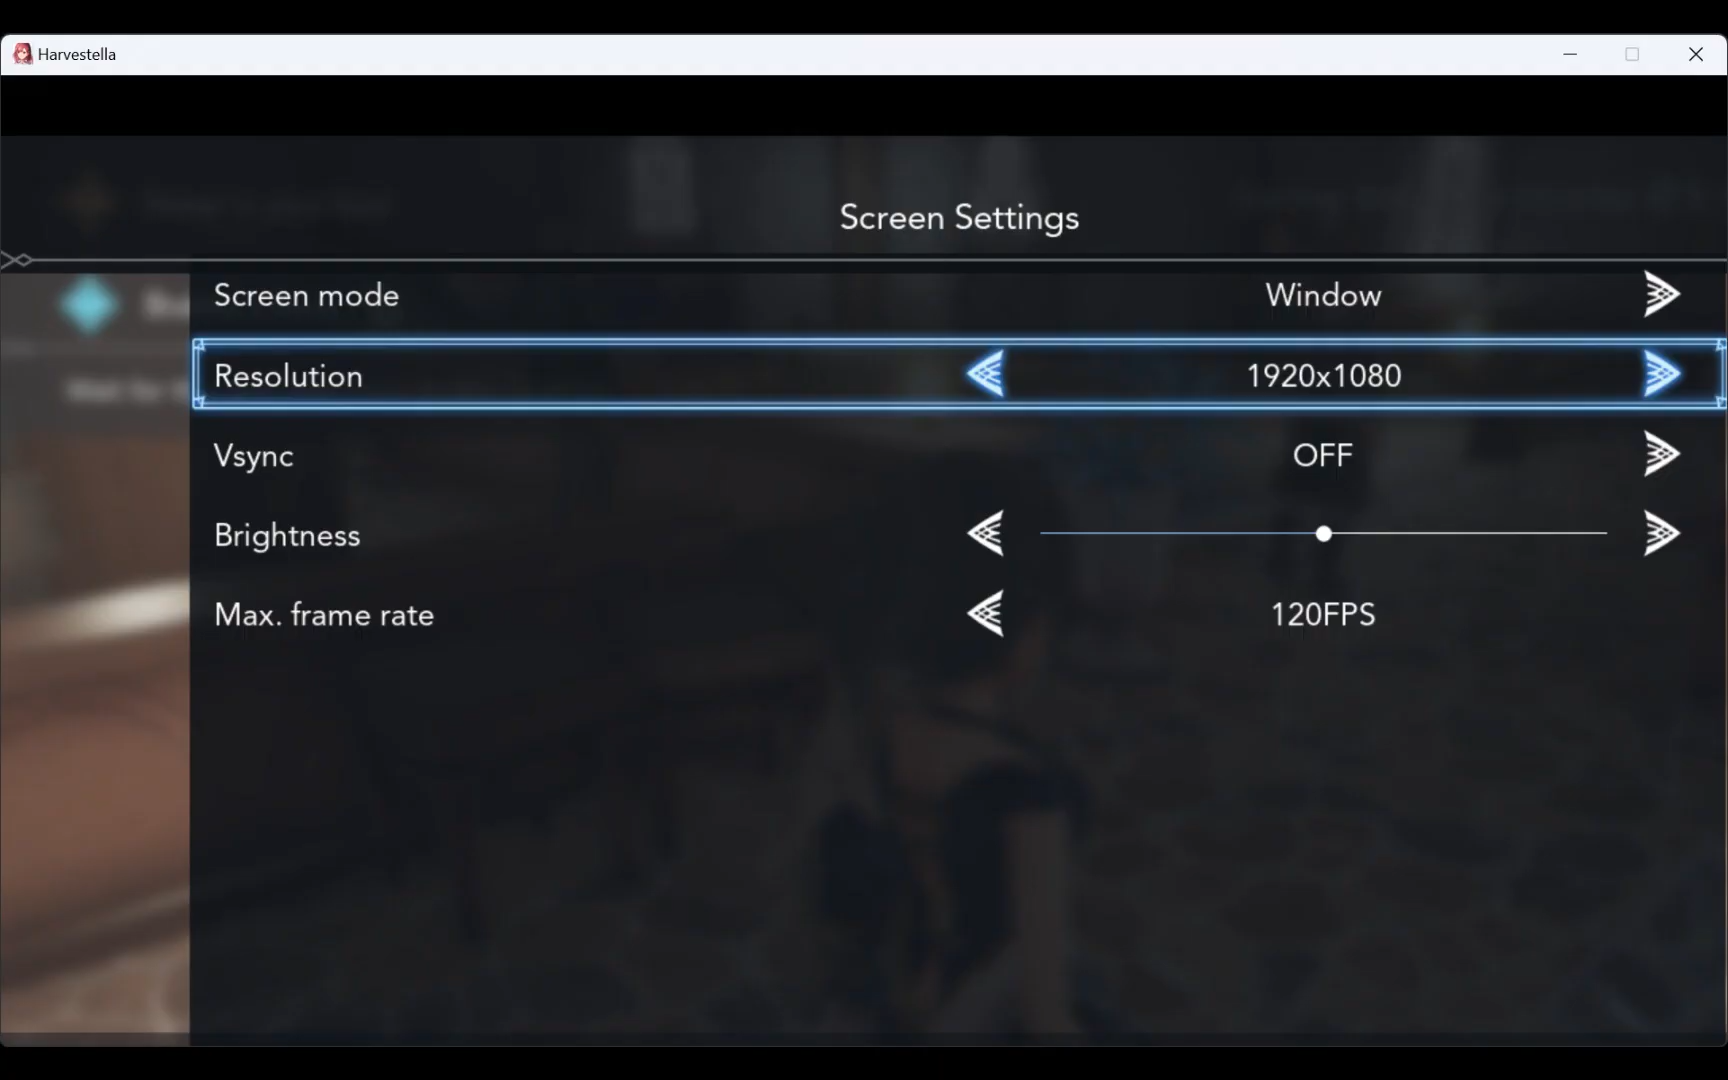 Harvestella
Screen Settings
Screen mode Window
Resolution 1920x1080
Vsync OFF
Brightness
Max. frame rate 120FPS